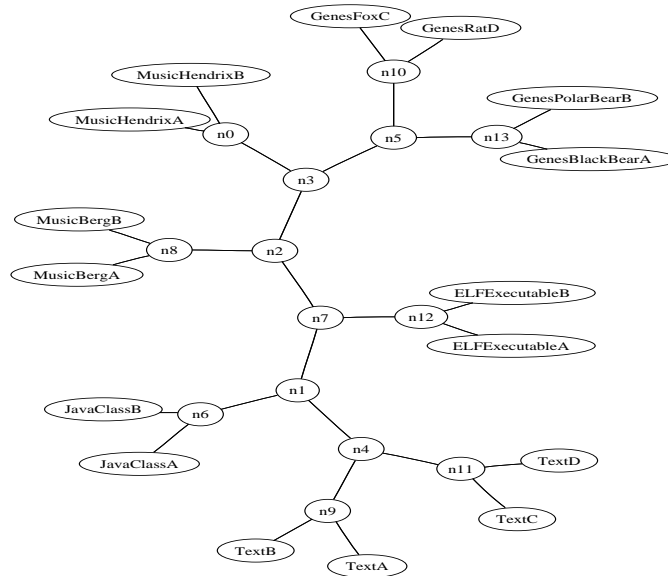 GenesFoxC
GenesRatD
MusicHendrixB
n10
GenesPolarBearB
MusicHendrixA
n0
n5
n13
GenesBlackBearA
n3
MusicBergB
n8
n2
MusicBergA
ELFExecutableB
n7
n12
ELFExecutableA
n1
JavaClassB
n6
n4
JavaClassA
n11
TextD
n9
TextC
TextB
TextA